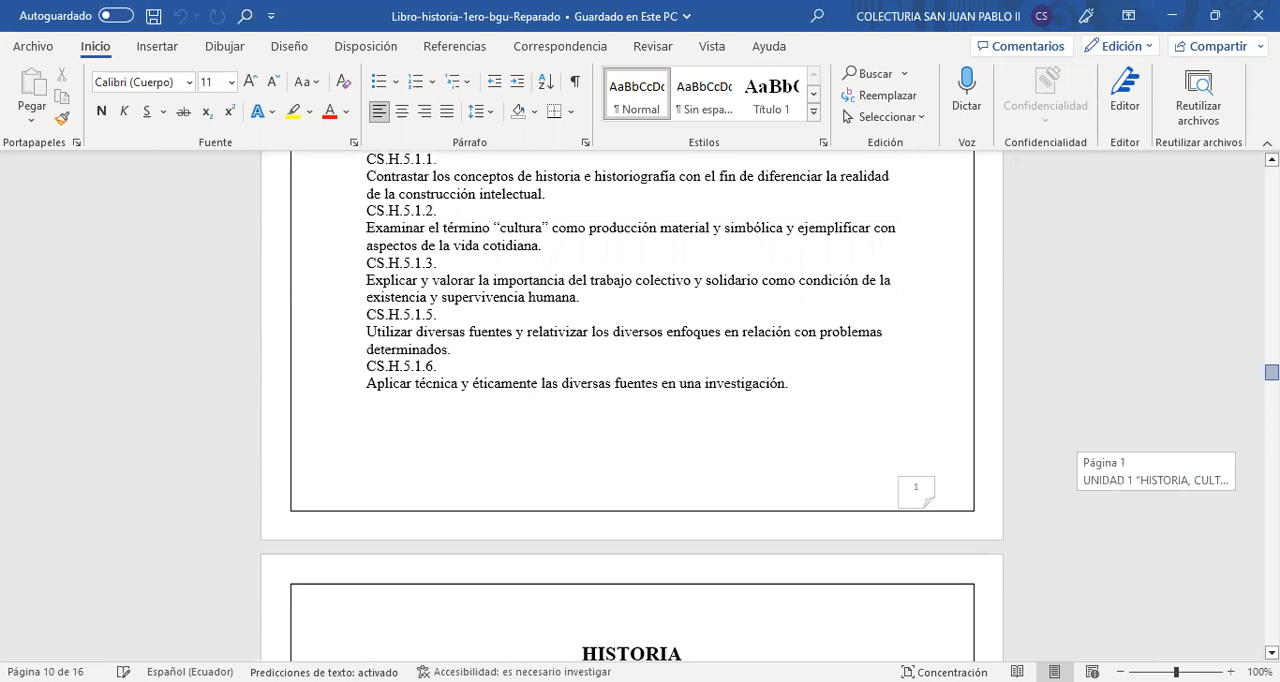 Autoguardado
Libro-historia-1ero-bgu-Reparado • Guardado en Este PC
COLECTURIA SAN JUAN PABLO II
CS
Archivo
Inicio
Insertar
Dibujar
Diseño
Disposición
Referencias
Correspondencia
Revisar
Vista
Ayuda
Comentarios
Edición
Compartir
Pegar
Calibri (Cuerpo)
11
Aa
N K S ab x₂ x²
AaBbCcDc
¶ Normal
AaBbCcDc
¶ Sin espa...
AaBb(
Título 1
Buscar
Reemplazar
Seleccionar
Dictar
Confidencialidad
Editor
Reutilizar
archivos
Portapapeles
Fuente
Párrafo
Estilos
Edición
Voz
Confidencialidad
Editor
Reutilizar archivos
CS.H.5.1.1.
Contrastar los conceptos de historia e historiografía con el fin de diferenciar la realidad
de la construcción intelectual.
CS.H.5.1.2.
Examinar el término “cultura” como producción material y simbólica y ejemplificar con
aspectos de la vida cotidiana.
CS.H.5.1.3.
Explicar y valorar la importancia del trabajo colectivo y solidario como condición de la
existencia y supervivencia humana.
CS.H.5.1.5.
Utilizar diversas fuentes y relativizar los diversos enfoques en relación con problemas
determinados.
CS.H.5.1.6.
Aplicar técnica y éticamente las diversas fuentes en una investigación.
1
Página 1
UNIDAD 1 "HISTORIA, CULT...
HISTORIA
Página 10 de 16
Español (Ecuador)
Predicciones de texto: activado
Accesibilidad: es necesario investigar
Concentración
100%